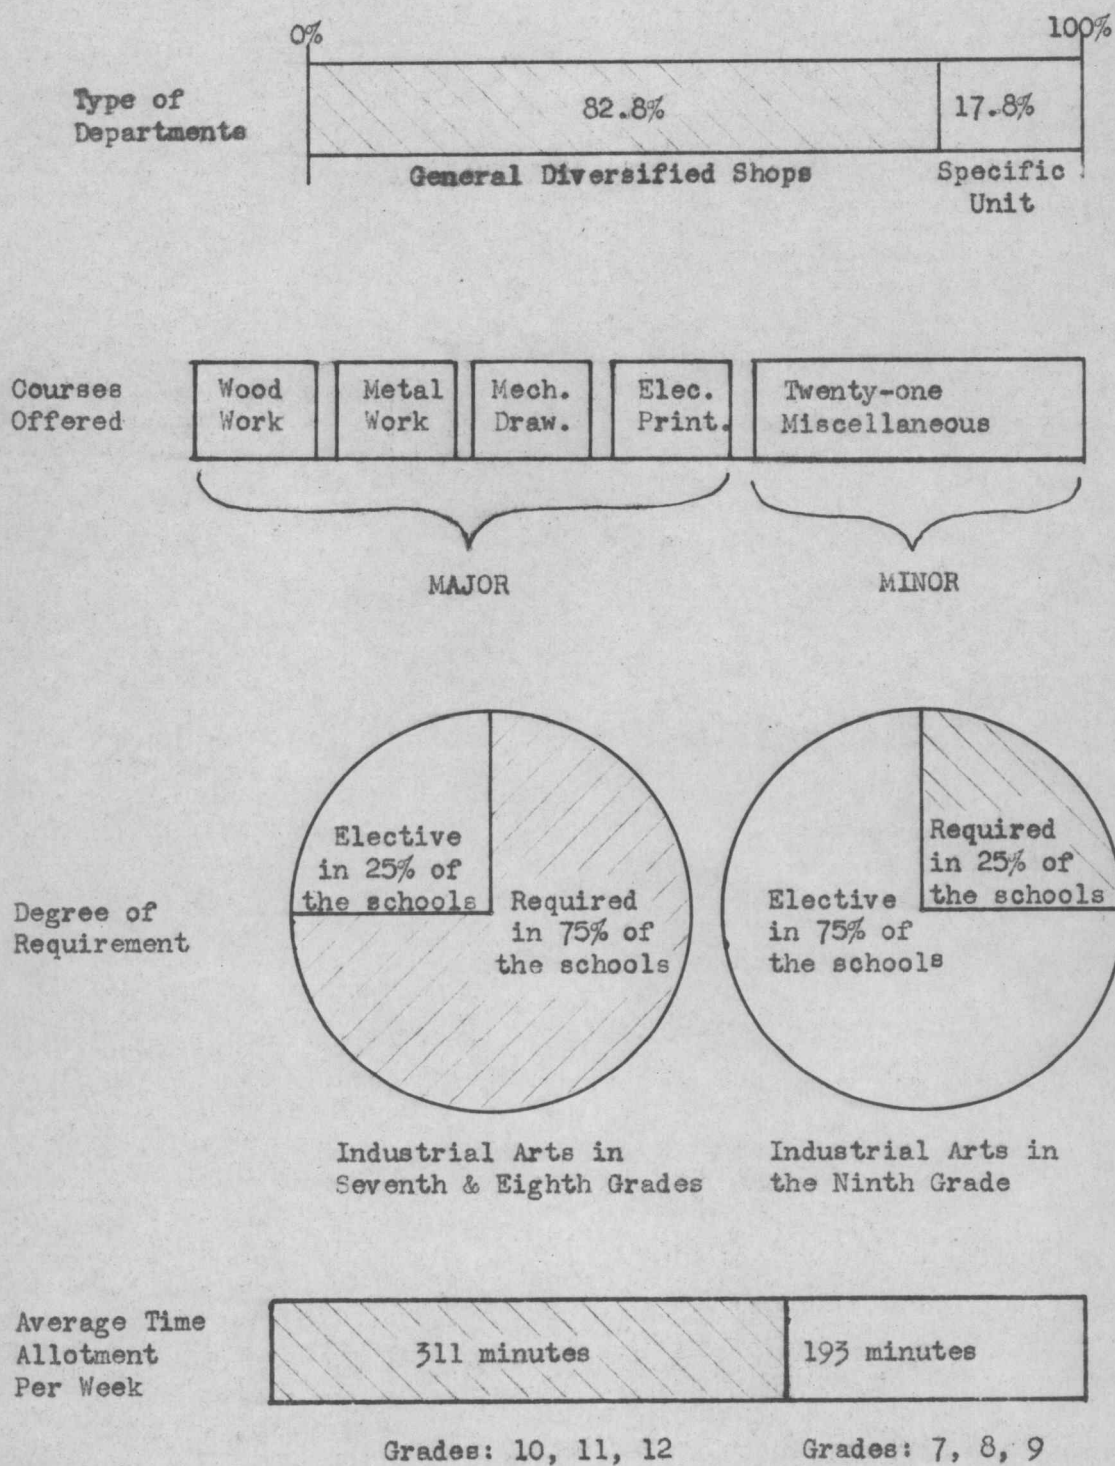 0% 100%
Type of
Departments
82.8% 17.8%
General Diversified Shops
Specific
Unit
Courses
Offered
Wood
Work
Metal
Work
Mech.
Draw.
Elec.
Print.
Twenty-one
Miscellaneous
MAJOR MINOR
Degree of
Requirement
Elective
in 25% of
the schools
Required
in 75% of
the schools
Elective
in 75% of
the schools
Required
in 25% of
the schools
Industrial Arts in
Seventh & Eighth Grades
Industrial Arts in
the Ninth Grade
Average Time
Allotment
Per Week
311 minutes 193 minutes
Grades: 10, 11, 12 Grades: 7, 8, 9